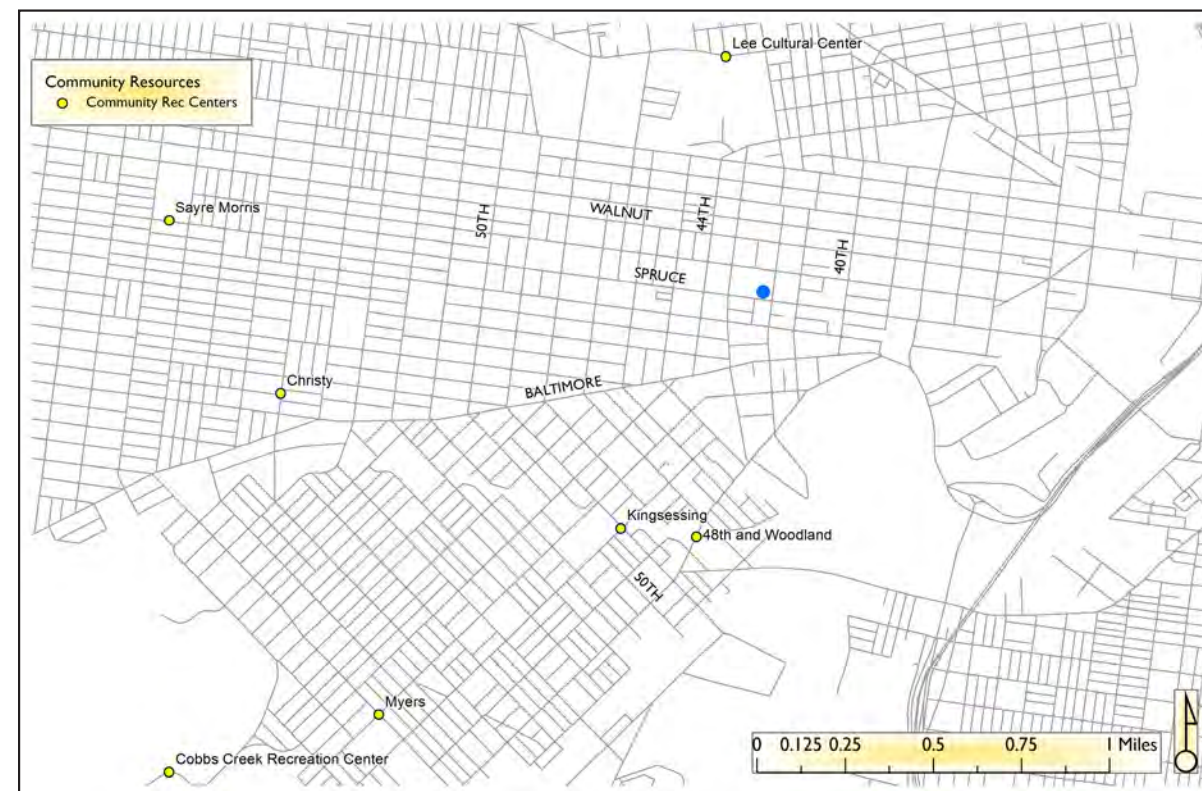 Lee Cultural Center
Community Resources
Community Rec Centers
Sayre Morris
WALNUT
50TH
44TH
40TH
SPRUCE
Christy
BALTIMORE
Kingsessing
48th and Woodland
50TH
Myers
Cobbs Creek Recreation Center
0 0.125 0.25 0.5 0.75 1 Miles